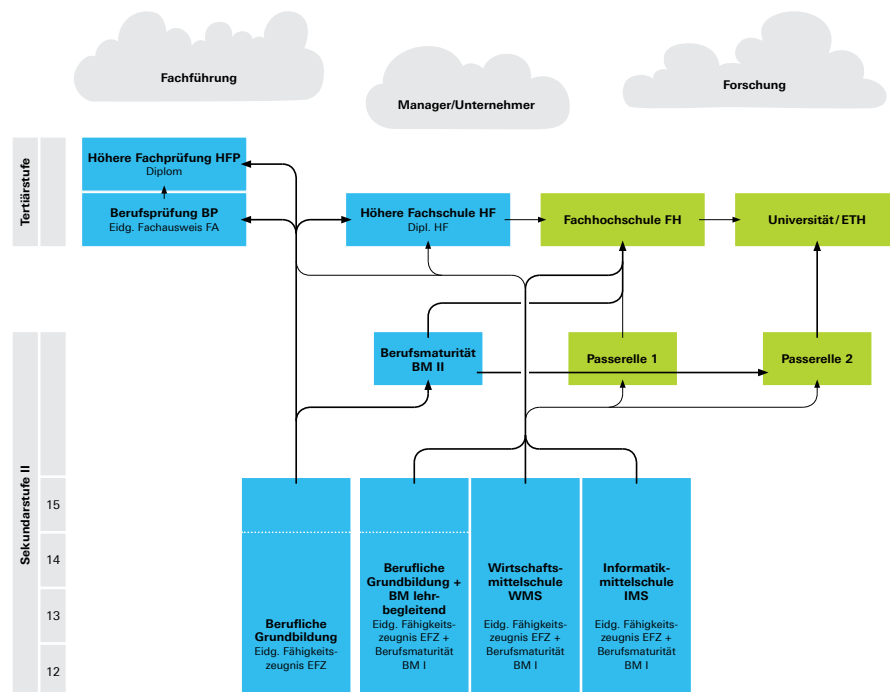 Fachführung
Manager/Unternehmer
Forschung
Tertiärstufe
Höhere Fachprüfung HFP
Diplom
Berufsprüfung BP
Eidg. Fachausweis FA
Höhere Fachschule HF
Dipl. HF
Fachhochschule FH
Universität/ETH
Berufsmaturität
BM II
Passerelle 1
Passerelle 2
Sekundarstufe II
15
14
13
12
Berufliche
Grundbildung
Eidg. Fähigkeits-
zeugnis EFZ
Berufliche
Grundbildung +
BM lehr-
begleitend
Eidg. Fähigkeits-
zeugnis EFZ +
Berufsmaturität
BM I
Wirtschafts-
mittelschule
WMS
Eidg. Fähigkeits-
zeugnis EFZ +
Berufsmaturität
BM I
Informatik-
mittelschule
IMS
Eidg. Fähigkeits-
zeugnis EFZ +
Berufsmaturität
BM I